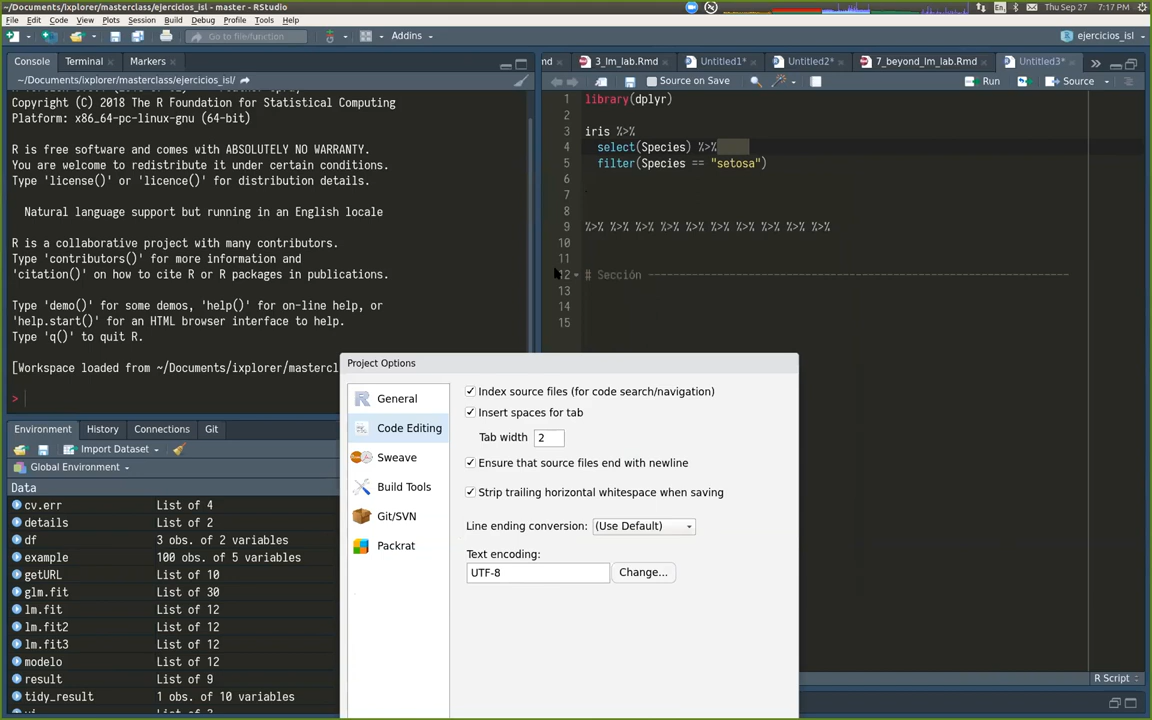 ~/Documents/ixplorer/masterclass/ejercicios_isl - master - RStudio
Thu Sep 27 7:17 PM
File Edit Code View Plots Session Build Debug Profile Tools Help
Go to file/function
Addins
ejercicios_isl
Console Terminal Markers
~/Documents/ixplorer/masterclass/ejercicios_isl/
Copyright (C) 2018 The R Foundation for Statistical Computing
Platform: x86_64-pc-linux-gnu (64-bit)
R is free software and comes with ABSOLUTELY NO WARRANTY.
You are welcome to redistribute it under certain conditions.
Type 'license()' or 'licence()' for distribution details.
Natural language support but running in an English locale
R is a collaborative project with many contributors.
Type 'contributors()' for more information and
'citation()' on how to cite R or R packages in publications.
Type 'demo()' for some demos, 'help()' for on-line help, or
'help.start()' for an HTML browser interface to help.
Type 'q()' to quit R.
[Workspace loaded from ~/Documents/ixplorer/mastercl
>
md 3_lm_lab.Rmd Untitled1* Untitled2* 7_beyond_lm_lab.Rmd Untitled3*
Source on Save Run Source
1 library(dplyr)
2
3 iris %>%
4 select(Species) %>%
5 filter(Species == "setosa")
6
7
8
9 %>% %>% %>% %>% %>% %>% %>% %>% %>% %>%
10
11
12 # Sección --------------------------------------------------------------------
13
14
15
R Script
Environment History Connections Git
Import Dataset
Global Environment
Data
cv.err List of 4
details List of 2
df 3 obs. of 2 variables
example 100 obs. of 5 variables
getURL List of 10
glm.fit List of 30
lm.fit List of 12
lm.fit2 List of 12
lm.fit3 List of 12
modelo List of 12
result List of 9
tidy_result 1 obs. of 10 variables
Project Options
General
Code Editing
Sweave
Build Tools
Git/SVN
Packrat
Index source files (for code search/navigation)
Insert spaces for tab
Tab width 2
Ensure that source files end with newline
Strip trailing horizontal whitespace when saving
Line ending conversion: (Use Default)
Text encoding:
UTF-8 Change...